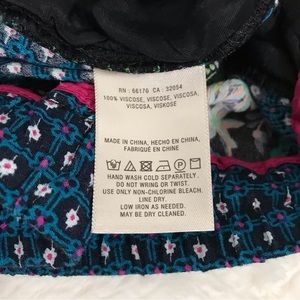 RN : 66170 CA : 32054
100% VISCOSE, VISCOSE,
VISCOSA, VISKOSE
MADE IN CHINA, HECHO EN CHINA,
FABRIQUÉ EN CHINE
HAND WASH COLD SEPARATELY.
DO NOT WRING OR TWIST.
USE ONLY NON-CHLORINE BLEACH.
LINE DRY.
LOW IRON AS NEEDED.
MAY BE DRY CLEANED.